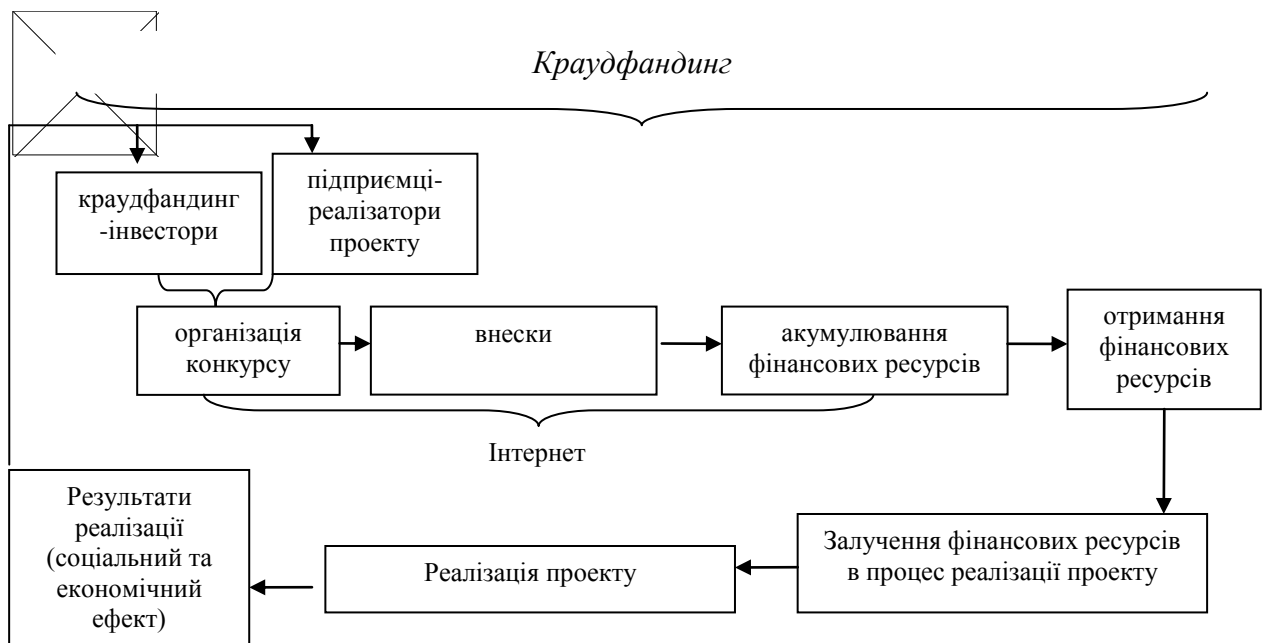 Краудфандинг
краудфандинг
-інвестори
підприємці-
реалізатори
проекту
організація
конкурсу
внески
акумулювання
фінансових ресурсів
отримання
фінансових
ресурсів
Інтернет
Результати
реалізації
(соціальний та
економічний
ефект)
Реалізація проекту
Залучення фінансових ресурсів
в процес реалізації проекту